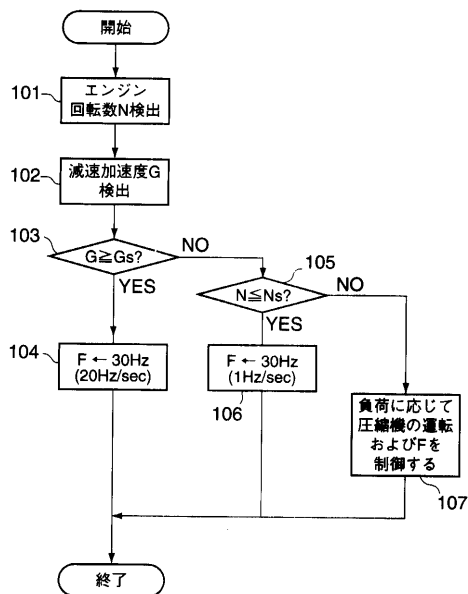 開始
101
エンジン
回転数N検出
102
減速加速度G
検出
103
G≧Gs?
NO
YES
105
N≦Ns?
NO
YES
104
F ← 30Hz
(20Hz/sec)
F ← 30Hz
(1Hz/sec)
106
負荷に応じて
圧縮機の運転
およびFを
制御する
107
終了